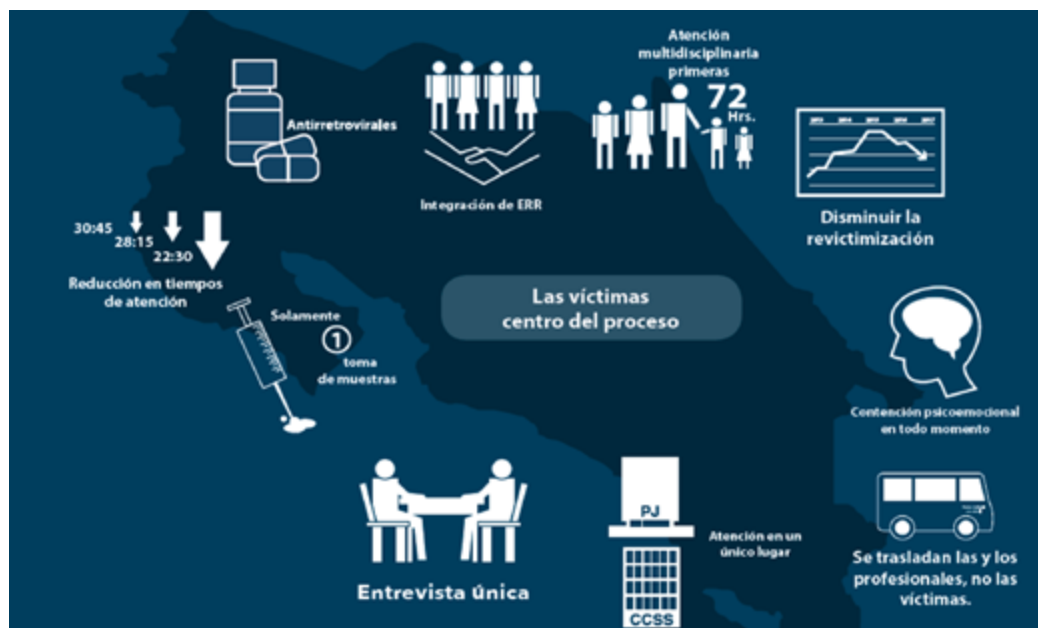 Antirretrovirales
Integración de ERR
Atención
multidisciplinaria
primeras
72
Hrs.
Disminuir la
revictimización
30:45
28:15
22:30
Reducción en tiempos
de atención
Solamente
1
toma
de muestras
Las víctimas
centro del proceso
Contención psicoemocional
en todo momento
Entrevista única
PJ
CCSS
Atención en un
único lugar
Se trasladan las y los
profesionales, no las
víctimas.